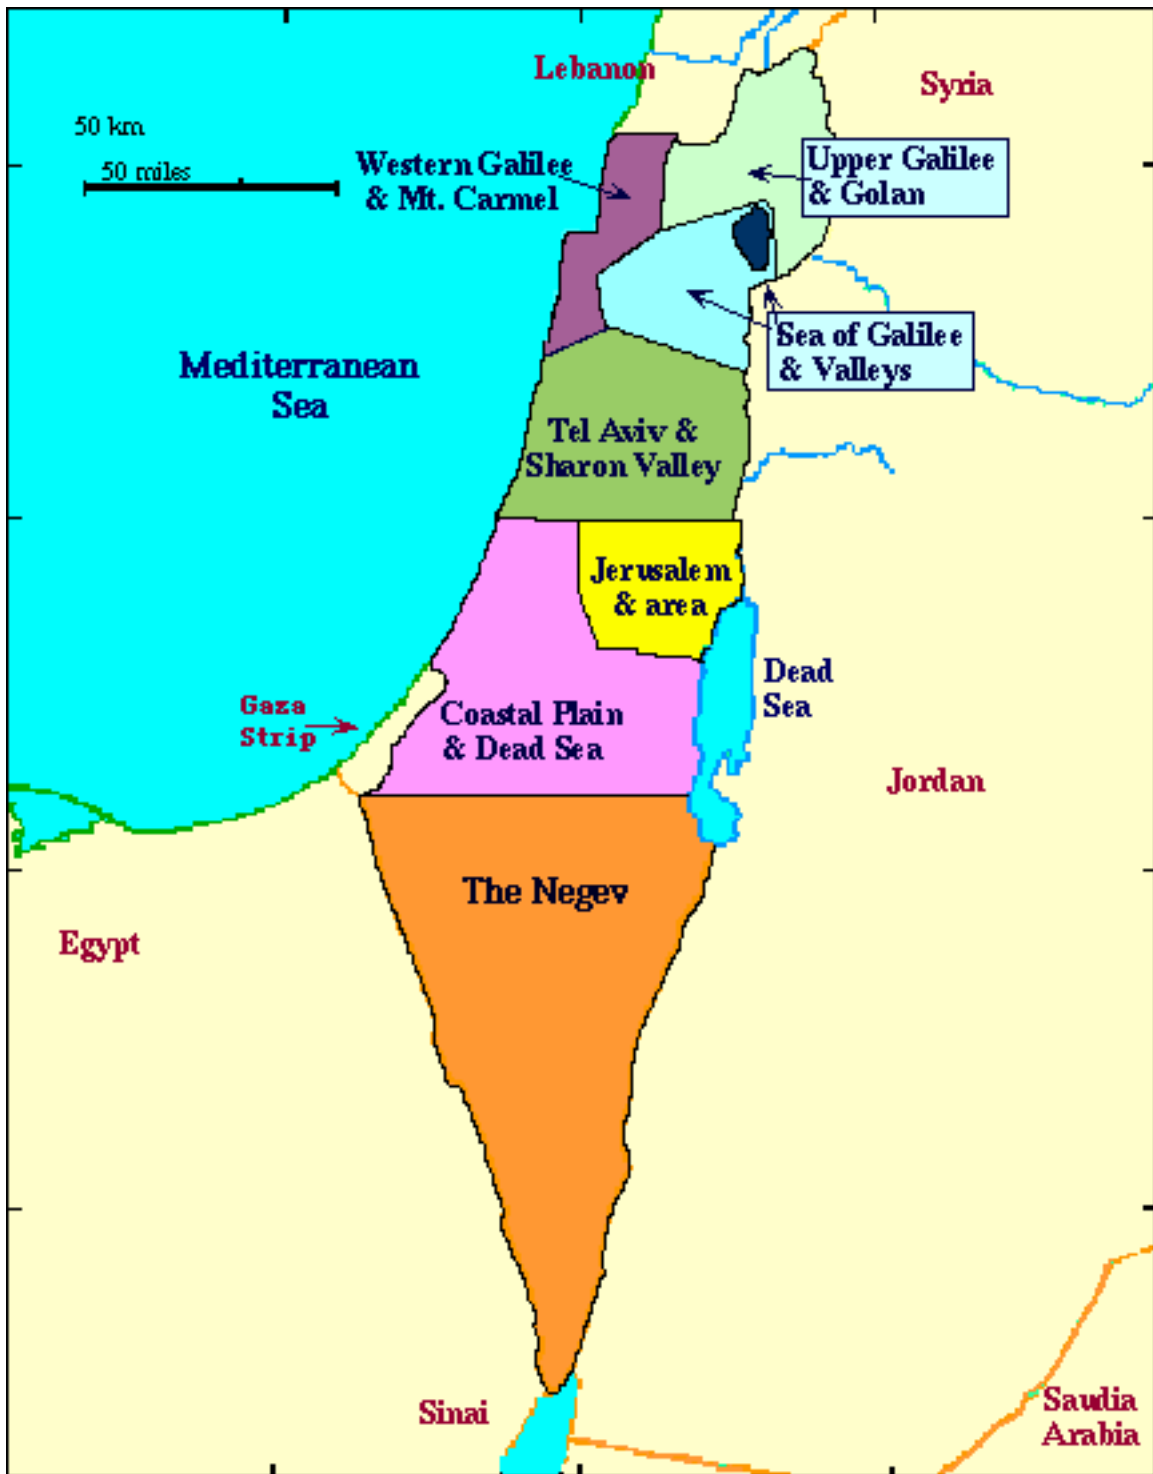 Lebanon
Syria
50 km
50 miles
Western Galilee
& Mt. Carmel
Upper Galilee
& Golan
Sea of Galilee
& Valleys
Mediterranean
Sea
Tel Aviv &
Sharon Valley
Jerusalem
& area
Dead
Sea
Gaza
Strip
Coastal Plain
& Dead Sea
Jordan
The Negev
Egypt
Sinai
Saudia
Arabia